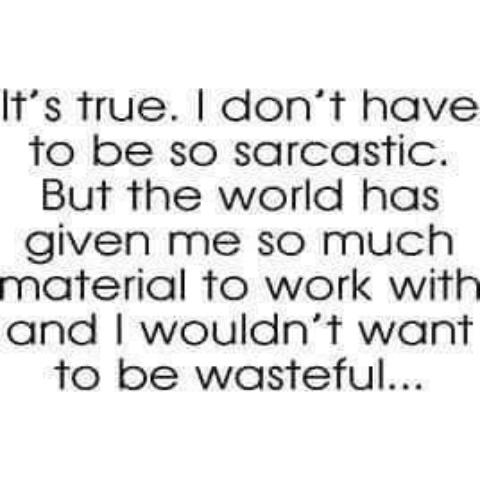 It's true. I don't have
to be so sarcastic.
But the world has
given me so much
material to work with
and I wouldn't want
to be wasteful...